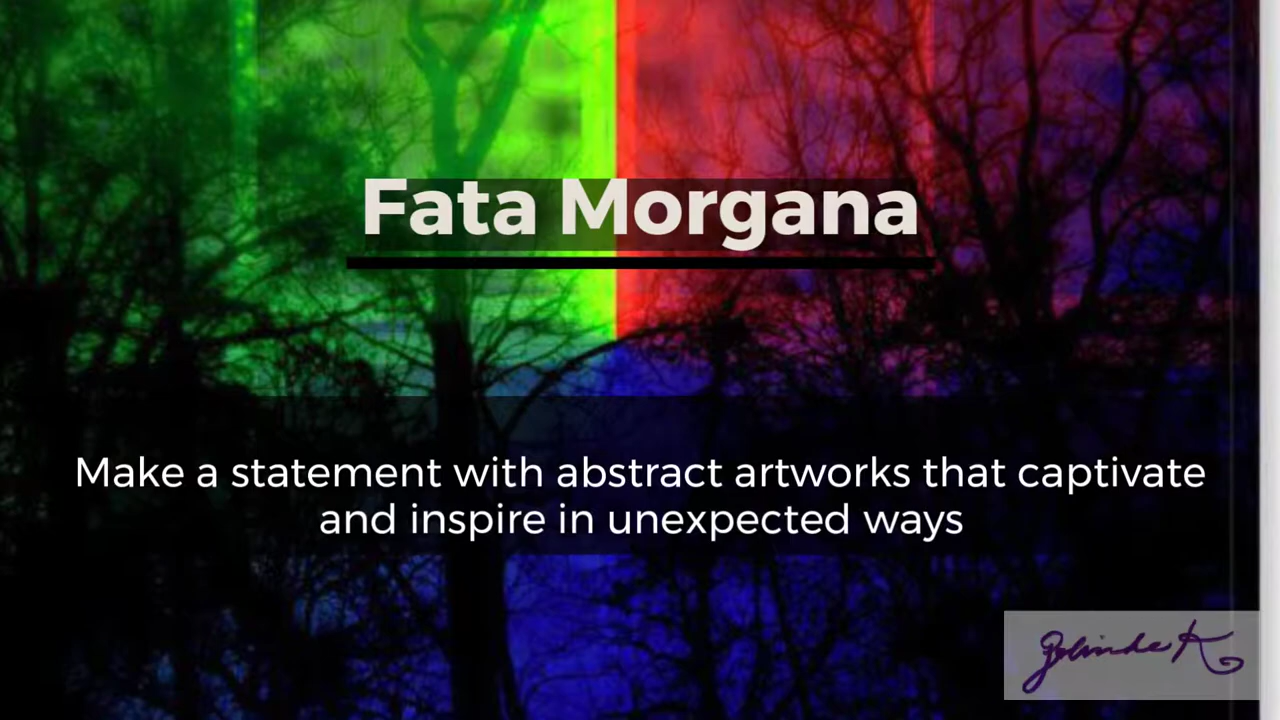 Fata Morgana
Make a statement with abstract artworks that captivate
and inspire in unexpected ways